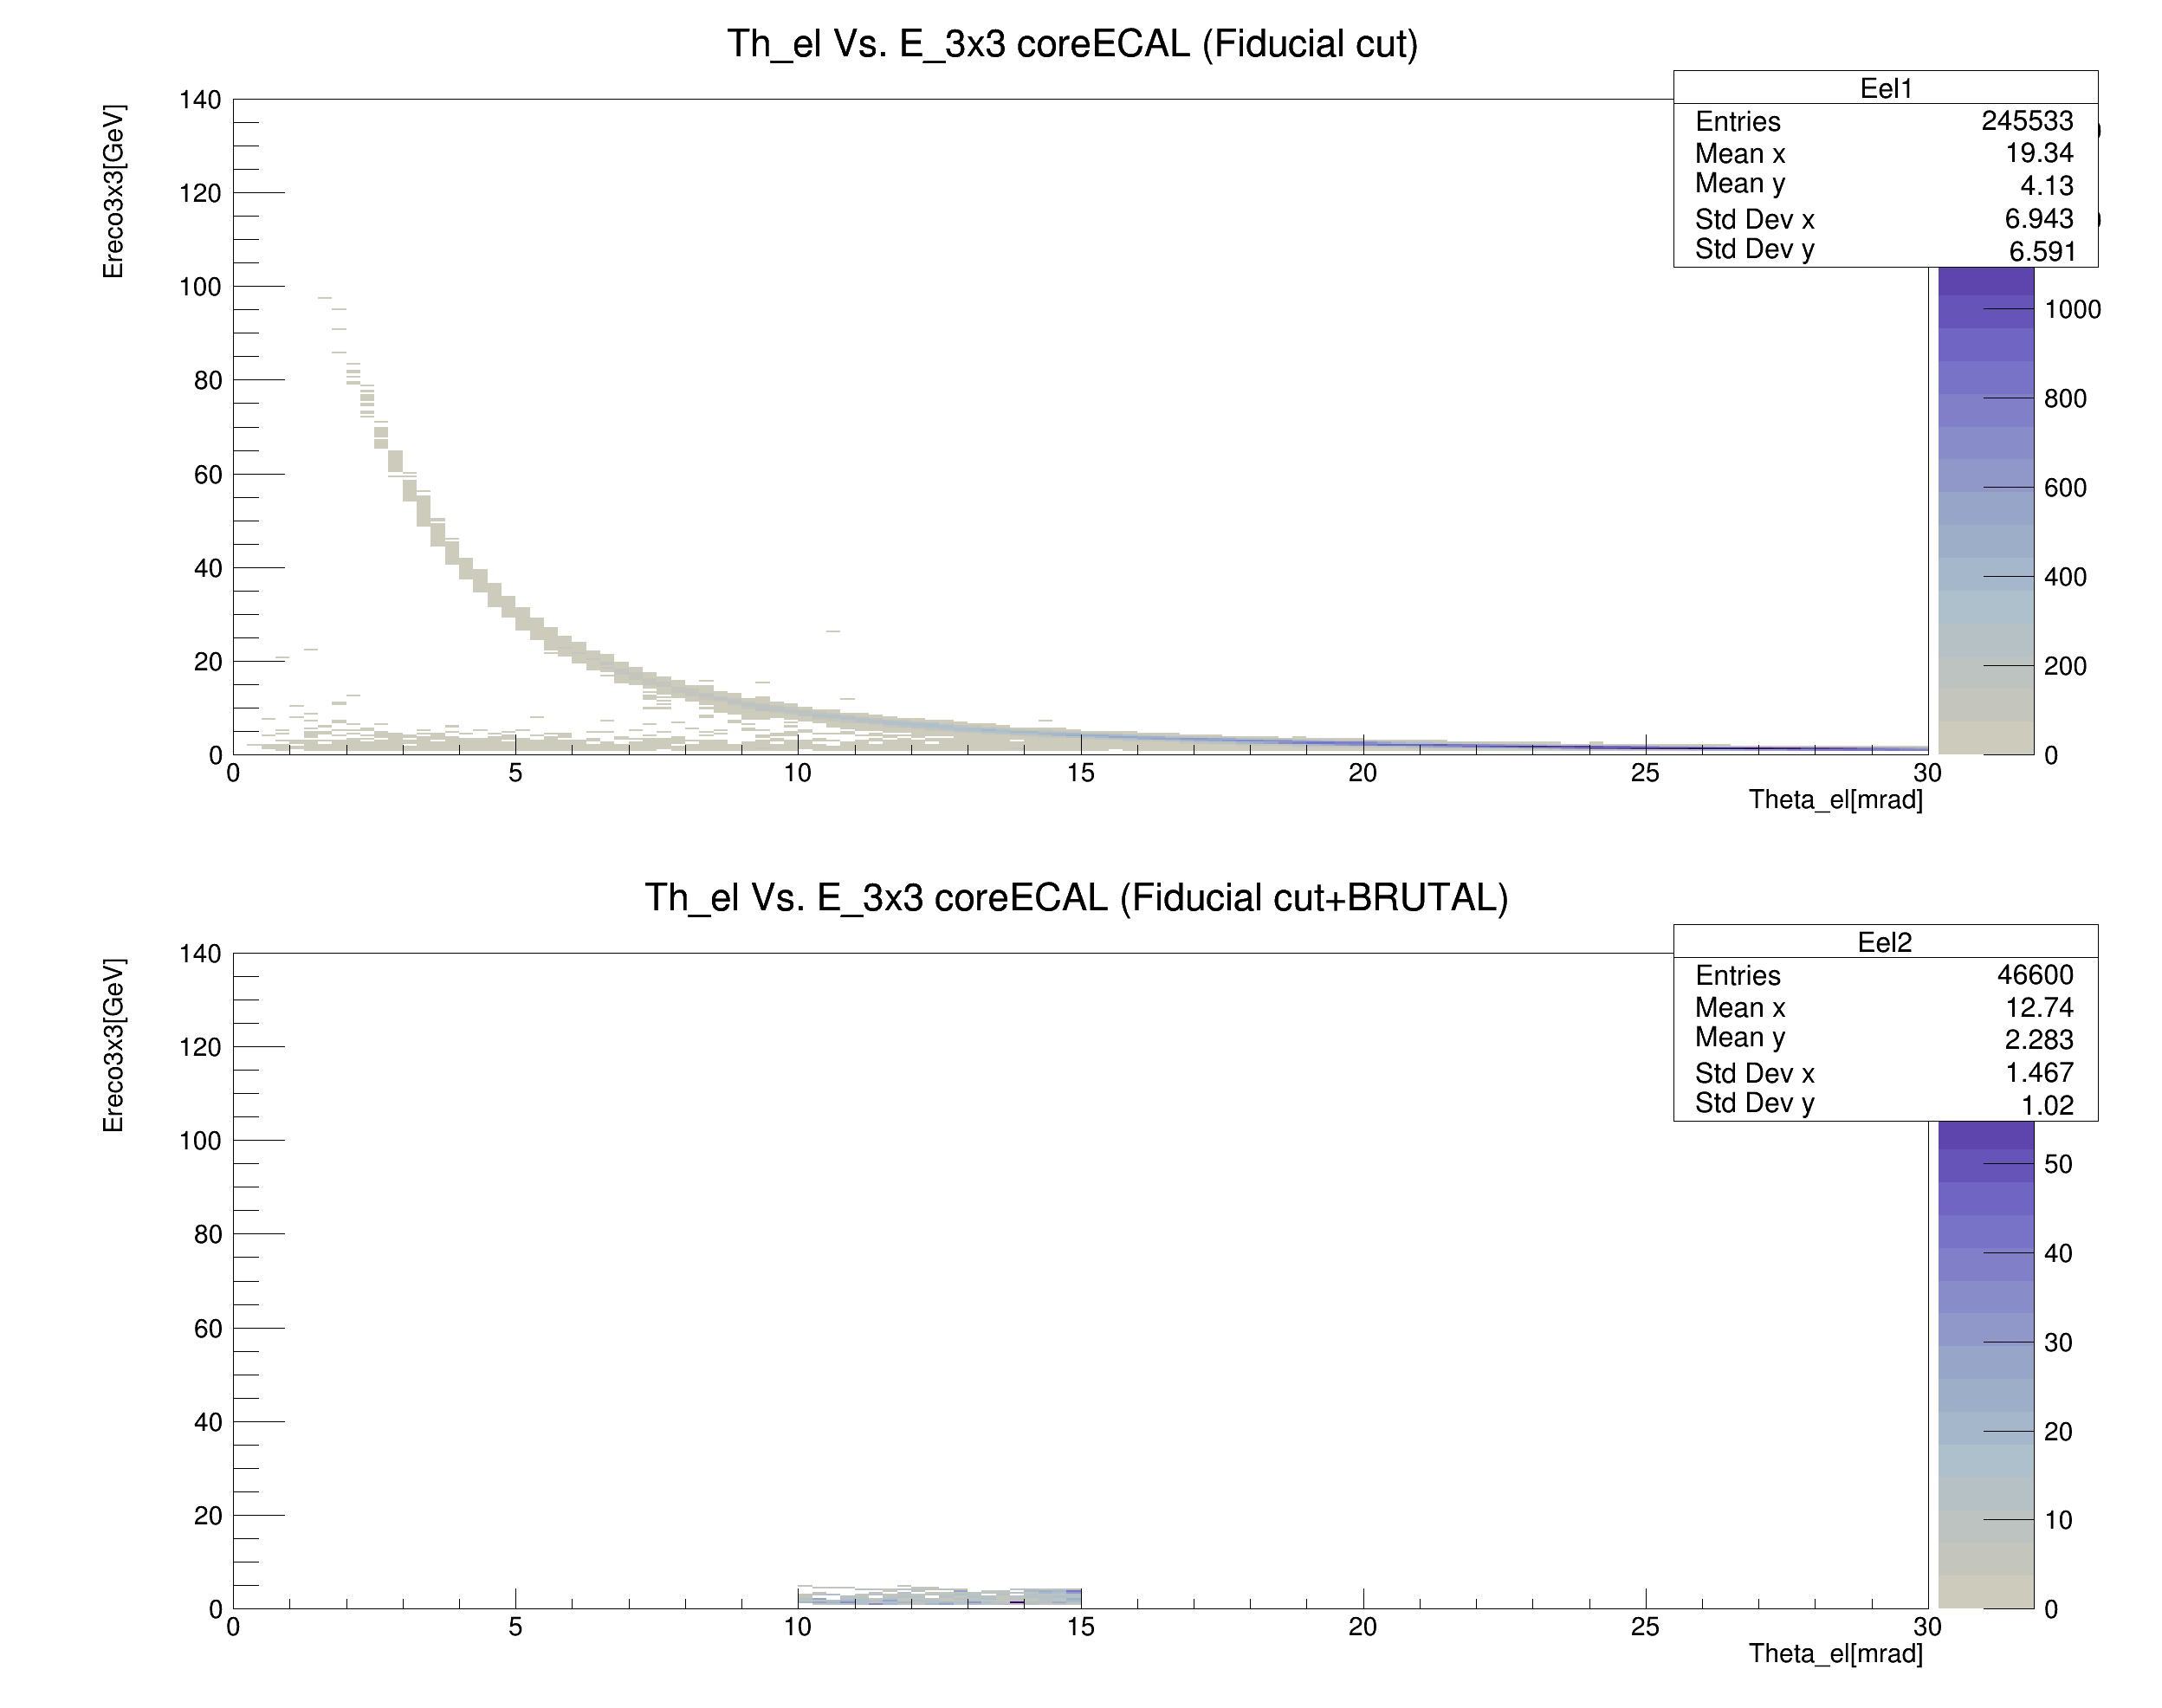 Th_el Vs. E_3x3 coreECAL (Fiducial cut)
Ereco3x3[GeV]
140
120
100
80
60
40
20
0
0 5 10 15 20 25 30
Theta_el[mrad]
Eel1
Entries 245533
Mean x 19.34
Mean y 4.13
Std Dev x 6.943
Std Dev y 6.591
1000
800
600
400
200
0
Th_el Vs. E_3x3 coreECAL (Fiducial cut+BRUTAL)
Ereco3x3[GeV]
140
120
100
80
60
40
20
0
0 5 10 15 20 25 30
Theta_el[mrad]
Eel2
Entries 46600
Mean x 12.74
Mean y 2.283
Std Dev x 1.467
Std Dev y 1.02
50
40
30
20
10
0